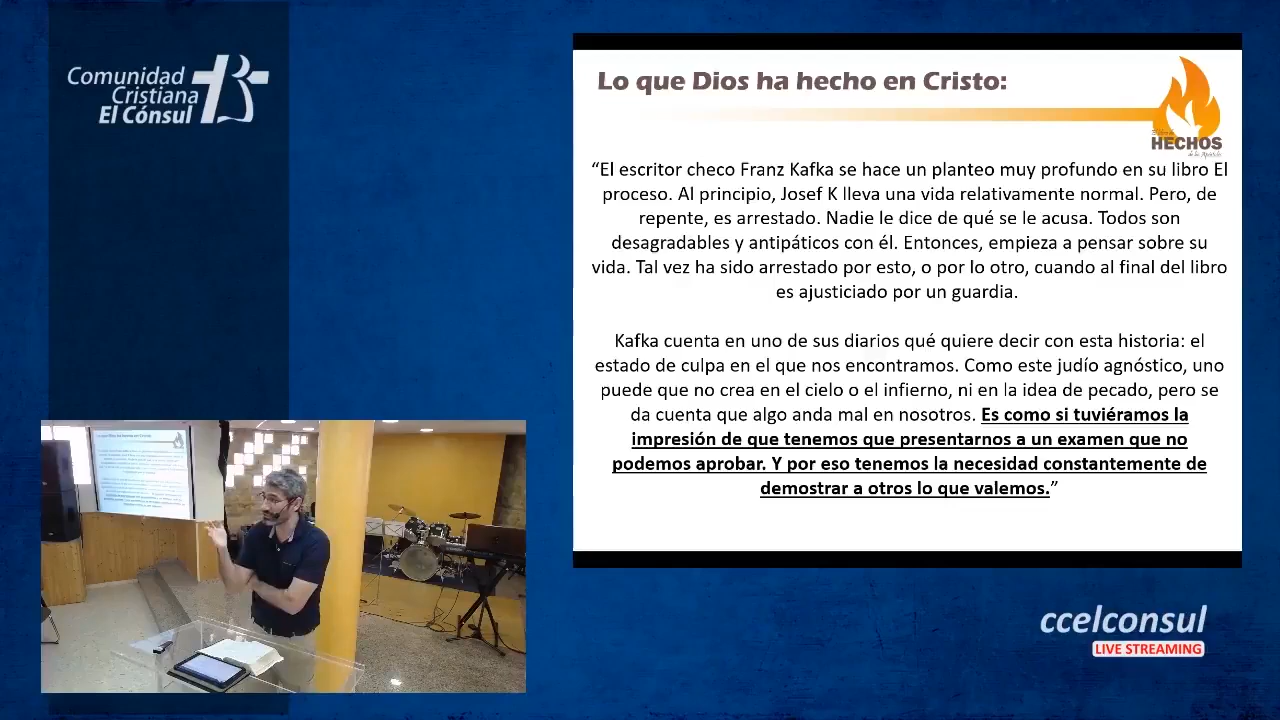 Comunidad
Cristiana
El Cónsul
Lo que Dios ha hecho en Cristo:
HECHOS
“El escritor checo Franz Kafka se hace un planteo muy profundo en su libro El
proceso. Al principio, Josef K lleva una vida relativamente normal. Pero, de
repente, es arrestado. Nadie le dice de qué se le acusa. Todos son
desagradables y antipáticos con él. Entonces, empieza a pensar sobre su
vida. Tal vez ha sido arrestado por esto, o por lo otro, cuando al final del libro
es ajusticiado por un guardia.
Kafka cuenta en uno de sus diarios qué quiere decir con esta historia: el
estado de culpa en el que nos encontramos. Como este judío agnóstico, uno
puede que no crea en el cielo o el infierno, ni en la idea de pecado, pero se
da cuenta que algo anda mal en nosotros. Es como si tuviéramos la
impresión de que tenemos que presentarnos a un examen que no
podemos aprobar. Y por eso tenemos la necesidad constantemente de
demostrar a otros lo que valemos.”
ccelconsul
LIVE STREAMING